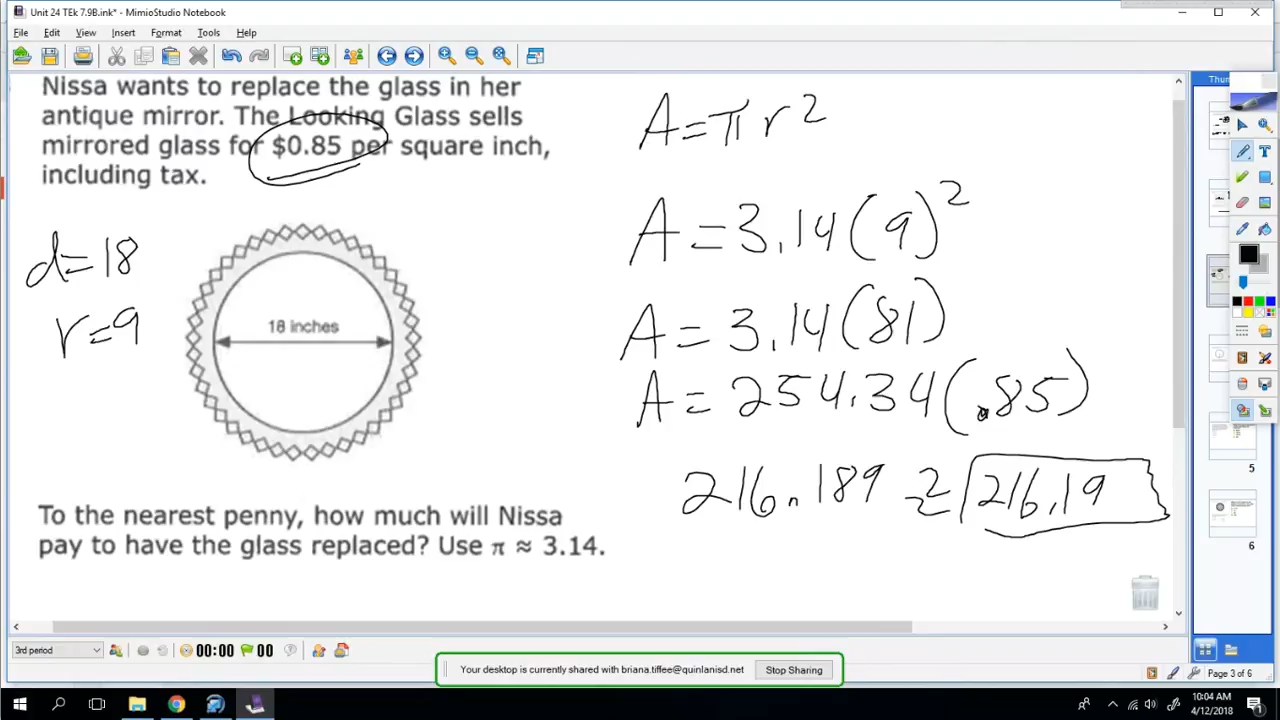 Unit 24 TEk 7.9B.ink* - MimioStudio Notebook
File Edit View Insert Format Tools Help
Nissa wants to replace the glass in her
antique mirror. The Looking Glass sells
mirrored glass for $0.85 per square inch,
including tax.
d=18
r=9
18 inches
To the nearest penny, how much will Nissa
pay to have the glass replaced? Use π ≈ 3.14.
A=πr²
A=3.14(9)²
A=3.14(81)
A=254.34(.85)
216.189 ≈ 216.19
Thum
5
6
3rd period
00:00
00
Your desktop is currently shared with briana.tiffee@quinlanisd.net
Stop Sharing
Page 3 of 6
10:04 AM
4/12/2018
1